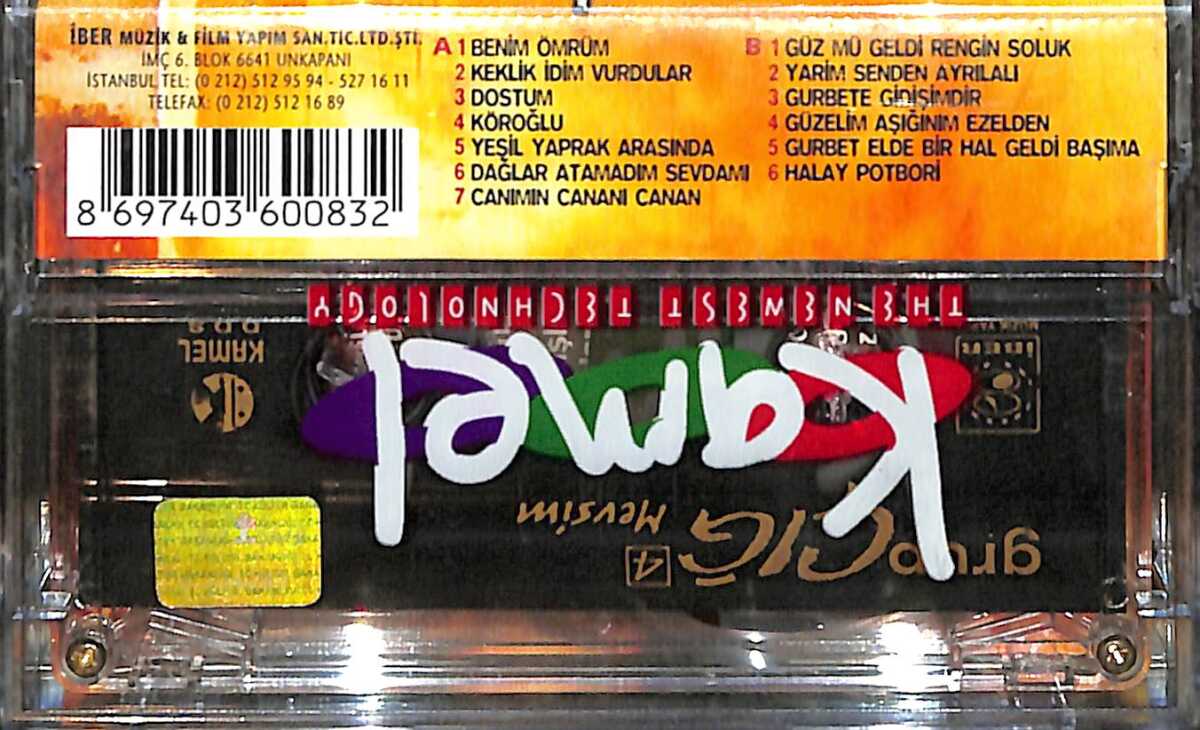 İBER MÜZİK & FİLM YAPIM SAN.TİC.LTD.ŞTİ.
İMÇ 6. BLOK 6641 UNKAPANI
İSTANBUL TEL: (0 212) 512 95 94 - 527 16 11
TELEFAX: (0 212) 512 16 89
8 697403 600832
A 1 BENİM ÖMRÜM
2 KEKLİK İDİM VURDULAR
3 DOSTUM
4 KÖROĞLU
5 YEŞİL YAPRAK ARASINDA
6 DAĞLAR ATAMADIM SEVDAMI
7 CANIMIN CANANI CANAN
B 1 GÜZ MÜ GELDİ RENGİN SOLUK
2 YARİM SENDEN AYRILALI
3 GURBETE GİDİŞİMDİR
4 GÜZELİM AŞIĞINIM EZELDEN
5 GURBET ELDE BİR HAL GELDİ BAŞIMA
6 HALAY POTBORİ
grup ÇIĞ 4
Mevsim
Kamel
KAMEL
THE NEWEST TECHNOLOGY